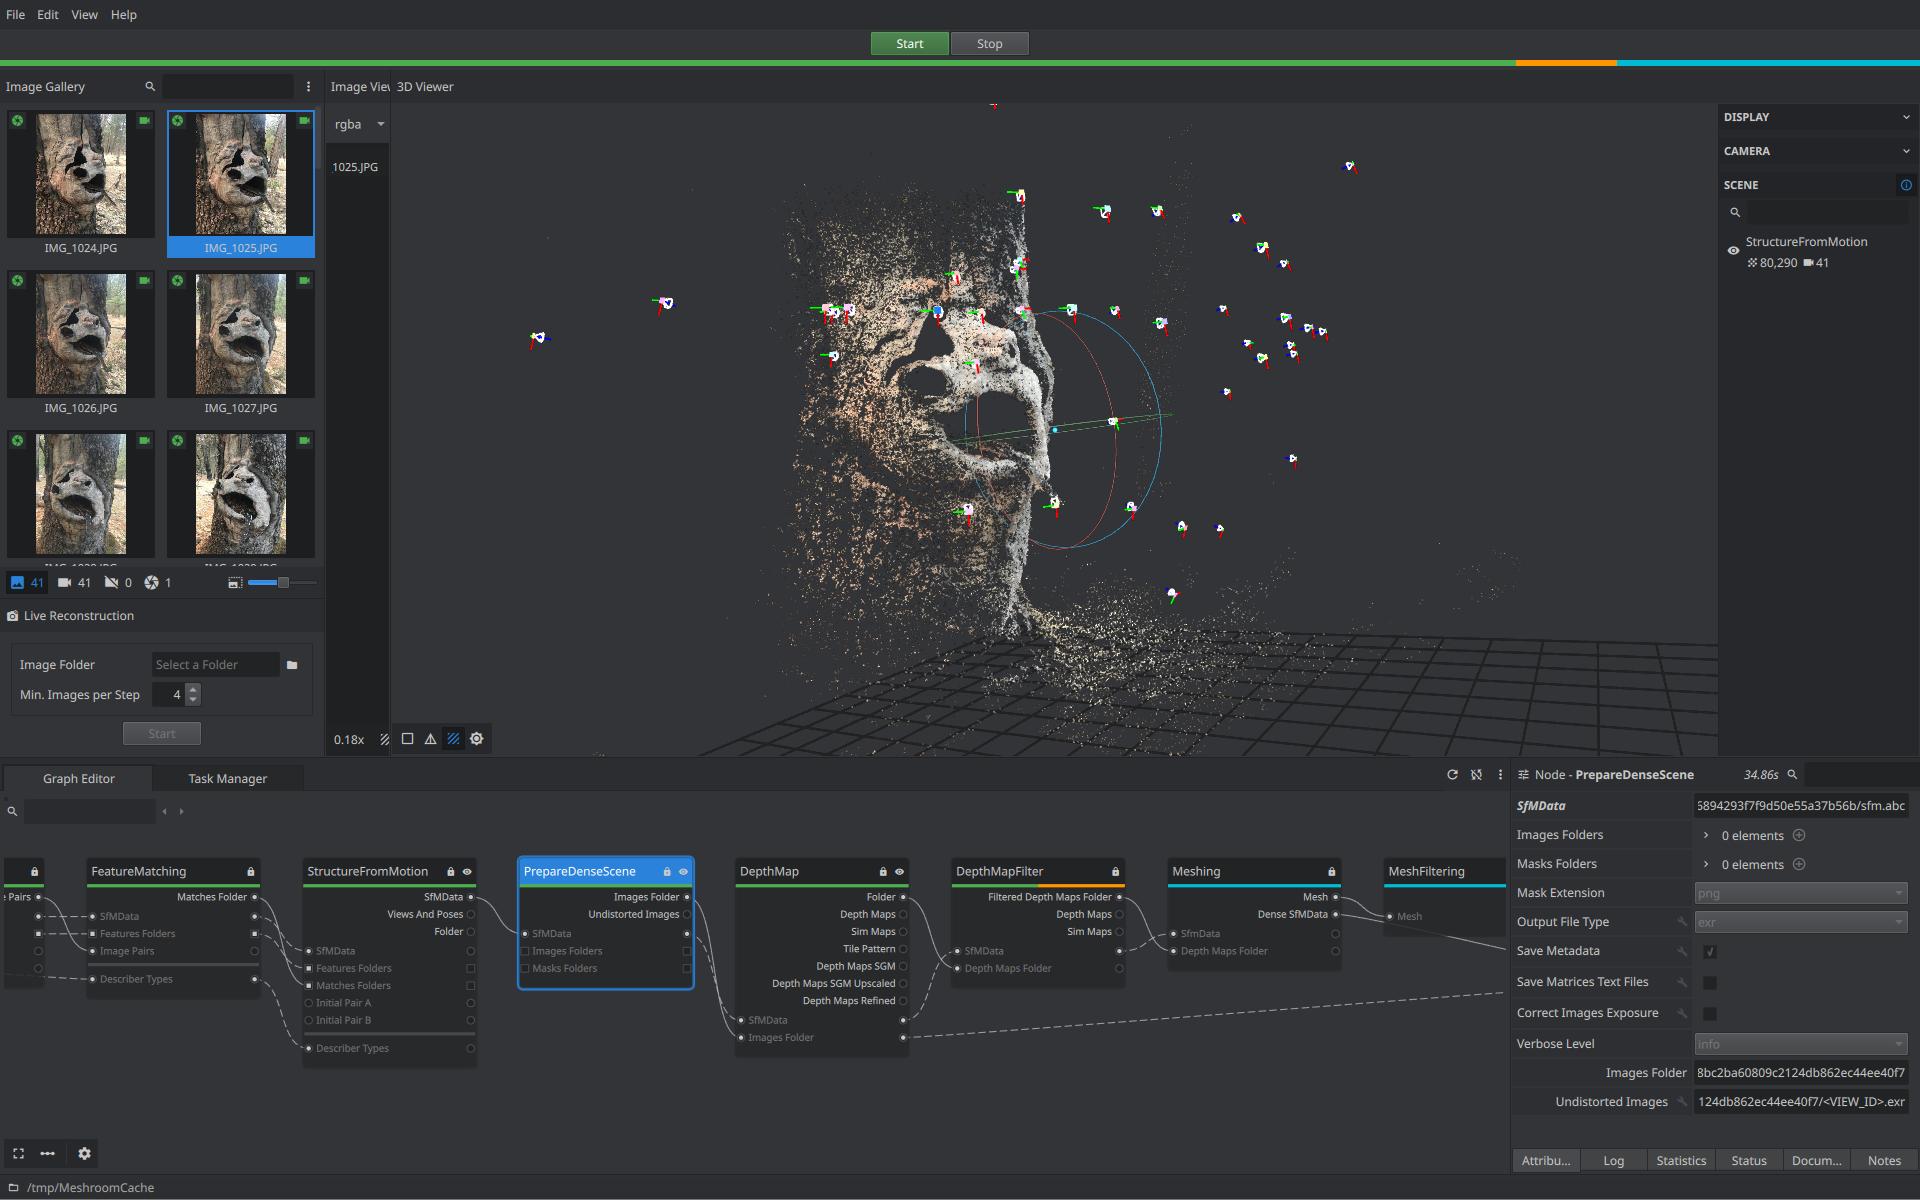 File Edit View Help
Start Stop
Image Gallery
Image Viev
3D Viewer
rgba
1025.JPG
IMG_1024.JPG IMG_1025.JPG
IMG_1026.JPG IMG_1027.JPG
41 41 0 1
Live Reconstruction
Image Folder Select a Folder
Min. Images per Step 4
Start
0.18x
DISPLAY
CAMERA
SCENE
StructureFromMotion
80,290 41
Graph Editor Task Manager
e Pairs
FeatureMatching
Matches Folder
SfMData
Features Folders
Image Pairs
Describer Types
StructureFromMotion
SfMData
Views And Poses
Folder
SfMData
Features Folders
Matches Folders
Initial Pair A
Initial Pair B
Describer Types
PrepareDenseScene
Images Folder
Undistorted Images
SfMData
Images Folders
Masks Folders
DepthMap
Folder
Depth Maps
Sim Maps
Tile Pattern
Depth Maps SGM
Depth Maps SGM Upscaled
Depth Maps Refined
SfMData
Images Folder
DepthMapFilter
Filtered Depth Maps Folder
Depth Maps
Sim Maps
SfMData
Depth Maps Folder
Meshing
Mesh
Dense SfMData
SfmData
Depth Maps Folder
MeshFiltering
Mesh
Node - PrepareDenseScene 34.86s
SfMData 6894293f7f9d50e55a37b56b/sfm.abc
Images Folders 0 elements
Masks Folders 0 elements
Mask Extension png
Output File Type exr
Save Metadata
Save Matrices Text Files
Correct Images Exposure
Verbose Level info
Images Folder 8bc2ba60809c2124db862ec44ee40f7
Undistorted Images 124db862ec44ee40f7/<VIEW_ID>.exr
Attribu... Log Statistics Status Docum... Notes
/tmp/MeshroomCache